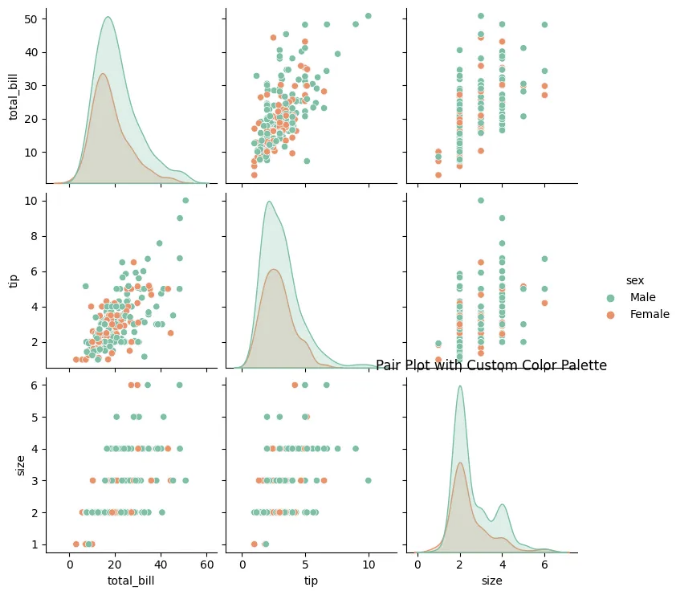 50
40
30
20
10
total_bill
10
8
6
4
2
tip
sex
Male
Female
Pair Plot with Custom Color Palette
6
5
4
3
2
1
size
0 20 40 60
total_bill
0 5 10
tip
0 2 4 6
size